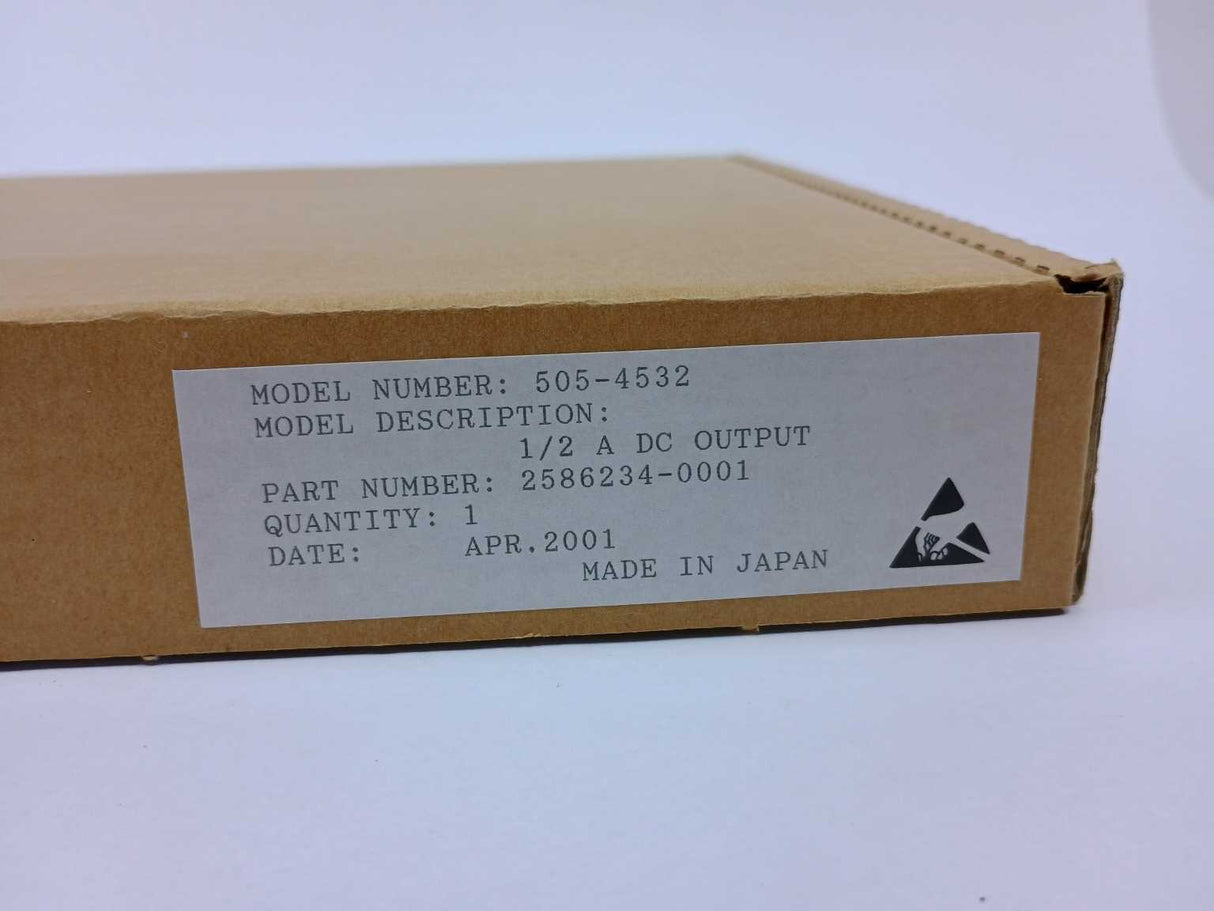 MODEL NUMBER: 505-4532
MODEL DESCRIPTION:
1/2 A DC OUTPUT
PART NUMBER: 2586234-0001
QUANTITY: 1
DATE: APR.2001
MADE IN JAPAN